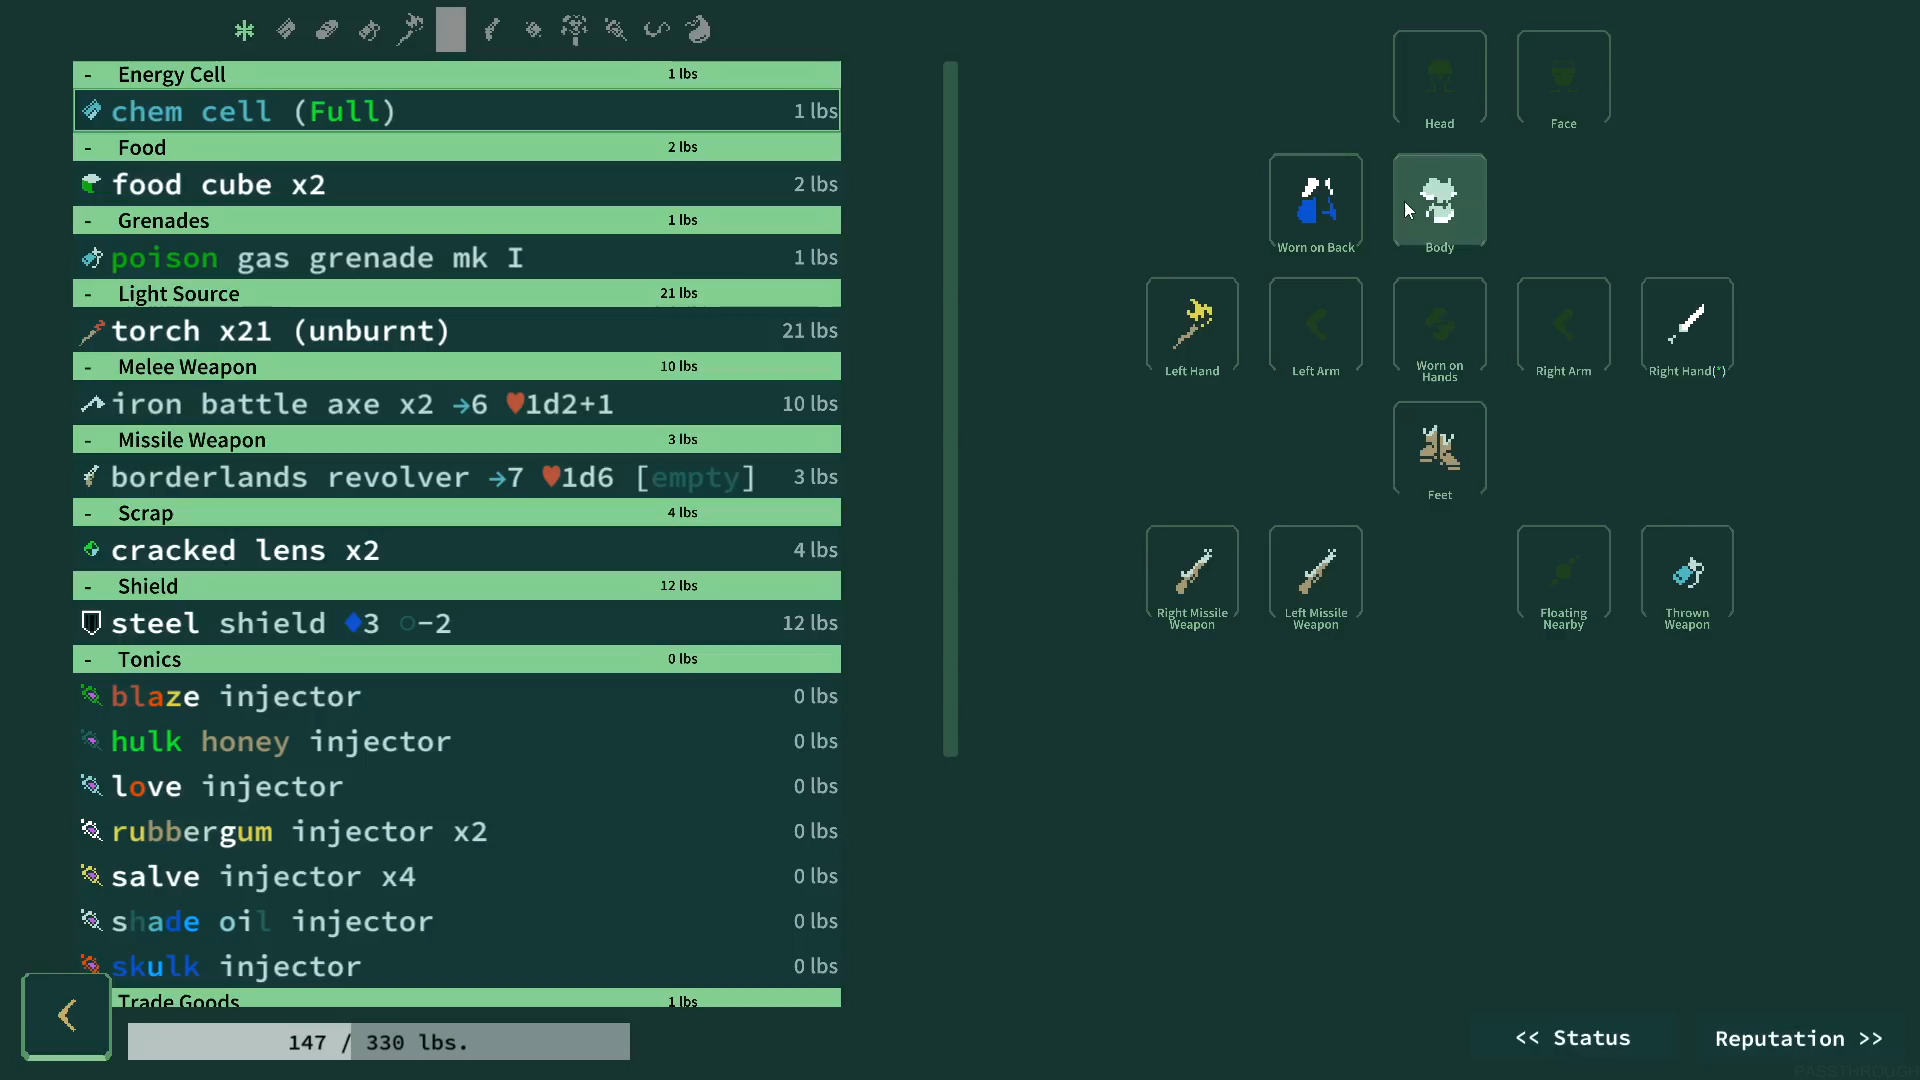 - Energy Cell 1 lbs
chem cell (Full) 1 lbs
- Food 2 lbs
food cube x2 2 lbs
- Grenades 1 lbs
poison gas grenade mk I 1 lbs
- Light Source 21 lbs
torch x21 (unburnt) 21 lbs
- Melee Weapon 10 lbs
iron battle axe x2 →6 ♥1d2+1 10 lbs
- Missile Weapon 3 lbs
borderlands revolver →7 ♥1d6 [empty] 3 lbs
- Scrap 4 lbs
cracked lens x2 4 lbs
- Shield 12 lbs
steel shield ♦3 ○-2 12 lbs
- Tonics 0 lbs
blaze injector 0 lbs
hulk honey injector 0 lbs
love injector 0 lbs
rubbergum injector x2 0 lbs
salve injector x4 0 lbs
shade oil injector 0 lbs
skulk injector 0 lbs
Trade Goods 1 lbs
147 / 330 lbs.
Head
Face
Worn on Back
Body
Left Hand
Left Arm
Worn on
Hands
Right Arm
Right Hand(*)
Feet
Right Missile
Weapon
Left Missile
Weapon
Floating
Nearby
Thrown
Weapon
<< Status
Reputation >>
PASSTHROUGH